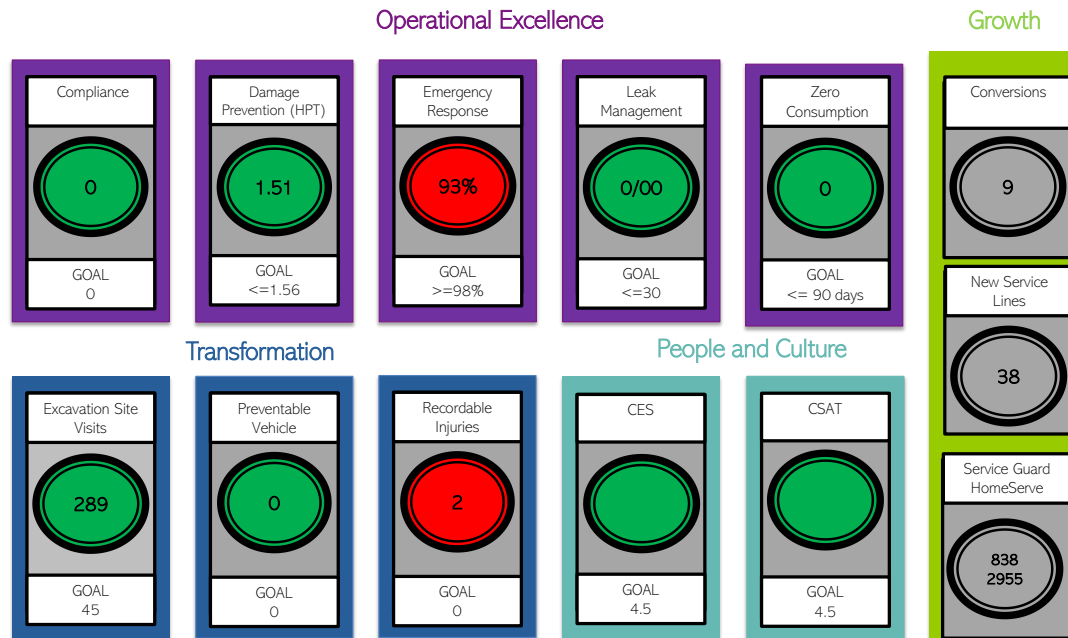 Operational Excellence
Growth
Compliance
0
GOAL
0
Damage
Prevention (HPT)
1.51
GOAL
<=1.56
Emergency
Response
93%
GOAL
>=98%
Leak
Management
0/00
GOAL
<=30
Zero
Consumption
0
GOAL
<= 90 days
Conversions
9
New Service
Lines
38
Service Guard
HomeServe
838
2955
Transformation
People and Culture
Excavation Site
Visits
289
GOAL
45
Preventable
Vehicle
0
GOAL
0
Recordable
Injuries
2
GOAL
0
CES
GOAL
4.5
CSAT
GOAL
4.5